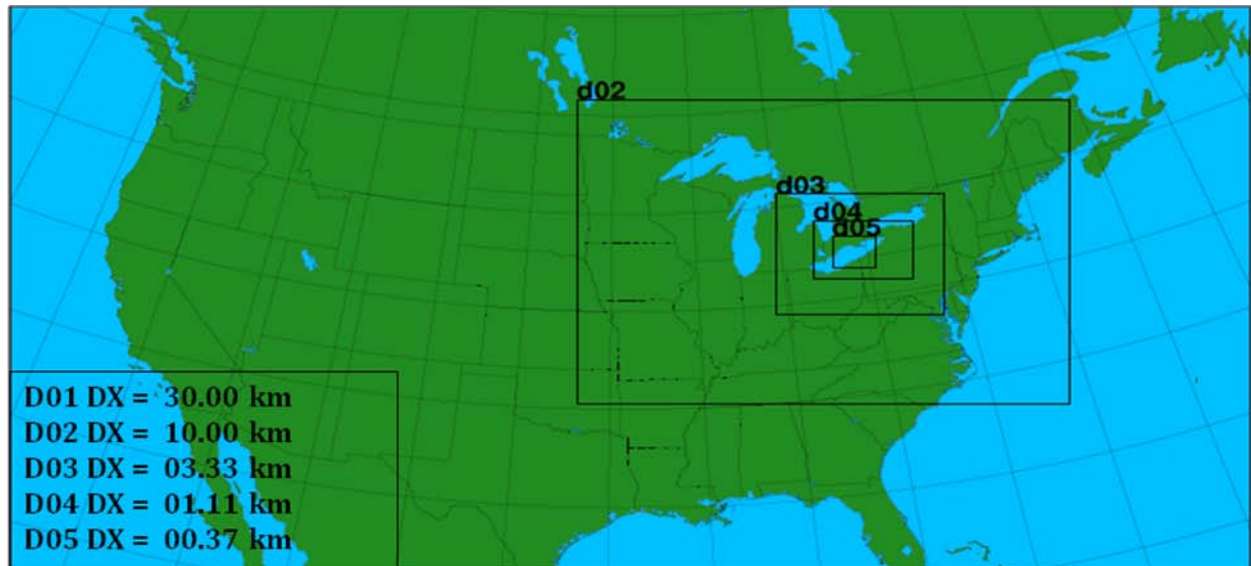 d02
d03
d04
d05
D01 DX = 30.00 km
D02 DX = 10.00 km
D03 DX = 03.33 km
D04 DX = 01.11 km
D05 DX = 00.37 km